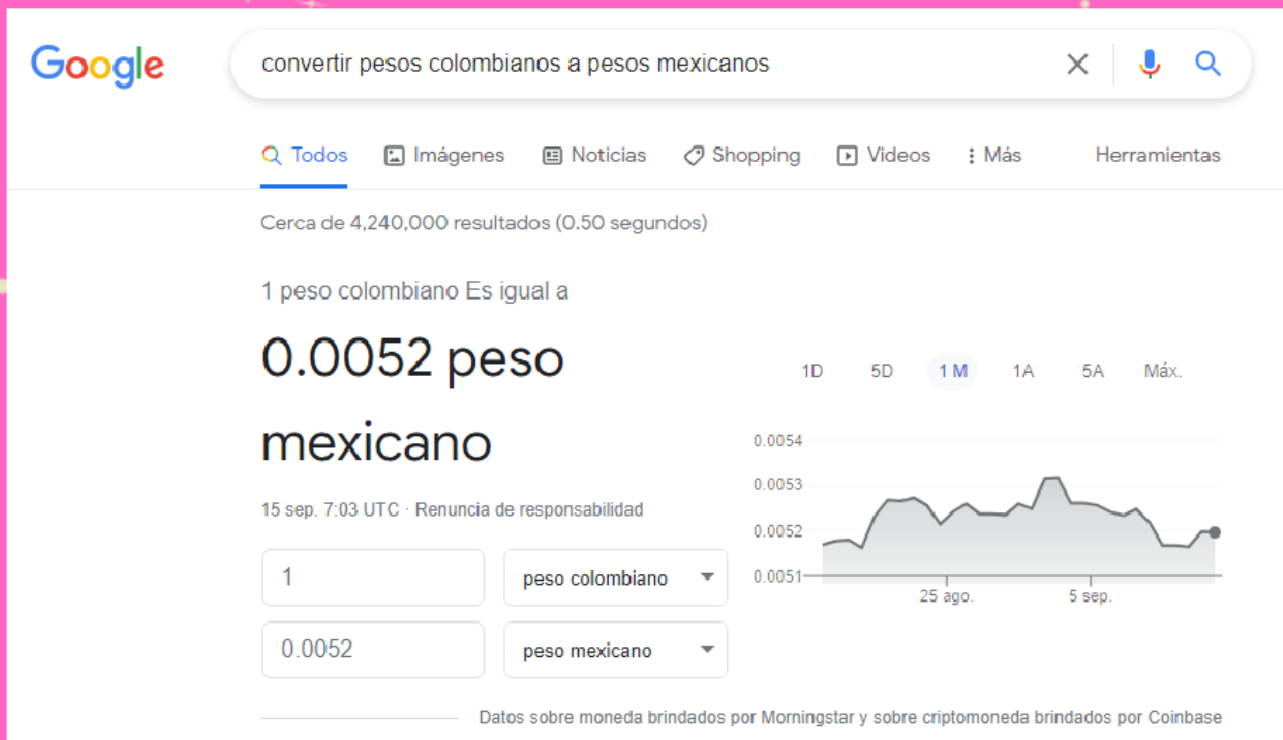 Google
convertir pesos colombianos a pesos mexicanos
Todos Imágenes Noticias Shopping Videos Más Herramientas
Cerca de 4,240,000 resultados (0.50 segundos)
1 peso colombiano Es igual a
0.0052 peso
mexicano
15 sep. 7:03 UTC · Renuncia de responsabilidad
1 peso colombiano
0.0052 peso mexicano
1D 5D 1 M 1A 5A Máx.
0.0054
0.0053
0.0052
0.0051
25 ago. 5 sep.
Datos sobre moneda brindados por Morningstar y sobre criptomoneda brindados por Coinbase